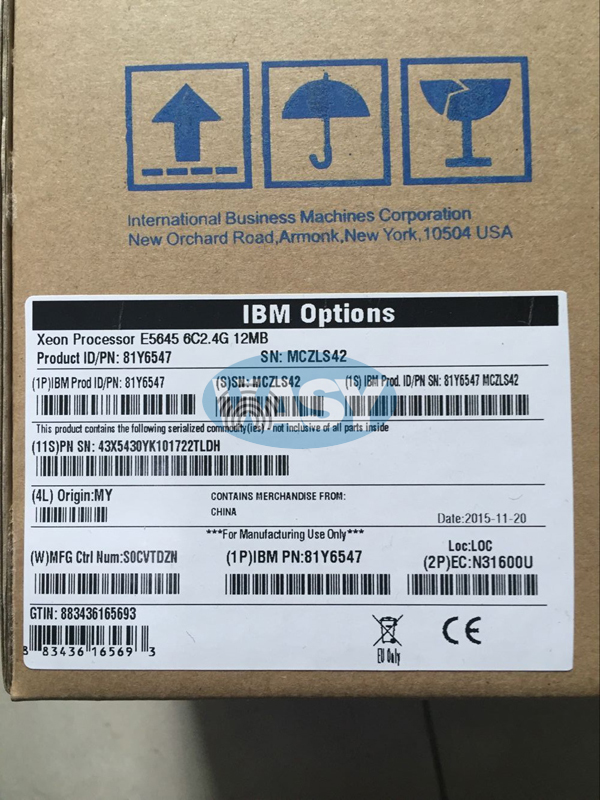 International Business Machines Corporation
New Orchard Road,Armonk,New York,10504 USA
IBM Options
Xeon Processor E5645 6C2.4G 12MB
Product ID/PN: 81Y6547 SN: MCZLS42
(1P)IBM Prod ID/PN: 81Y6547 (S)SN: MCZLS42 (1S) IBM Prod. ID/PN SN: 81Y6547 MCZLS42
EASY
This product contains the following serialized commodity(ies) - not inclusive of all parts inside
(11S)PN SN: 43X5430YK101722TLDH
(4L) Origin:MY CONTAINS MERCHANDISE FROM:
CHINA
Date:2015-11-20
***For Manufacturing Use Only***
Loc:LOC
(W)MFG Ctrl Num:S0CVTDZN (1P)IBM PN:81Y6547 (2P)EC:N31600U
GTIN: 883436165693
8 83436 16569 3
EU Only
CE